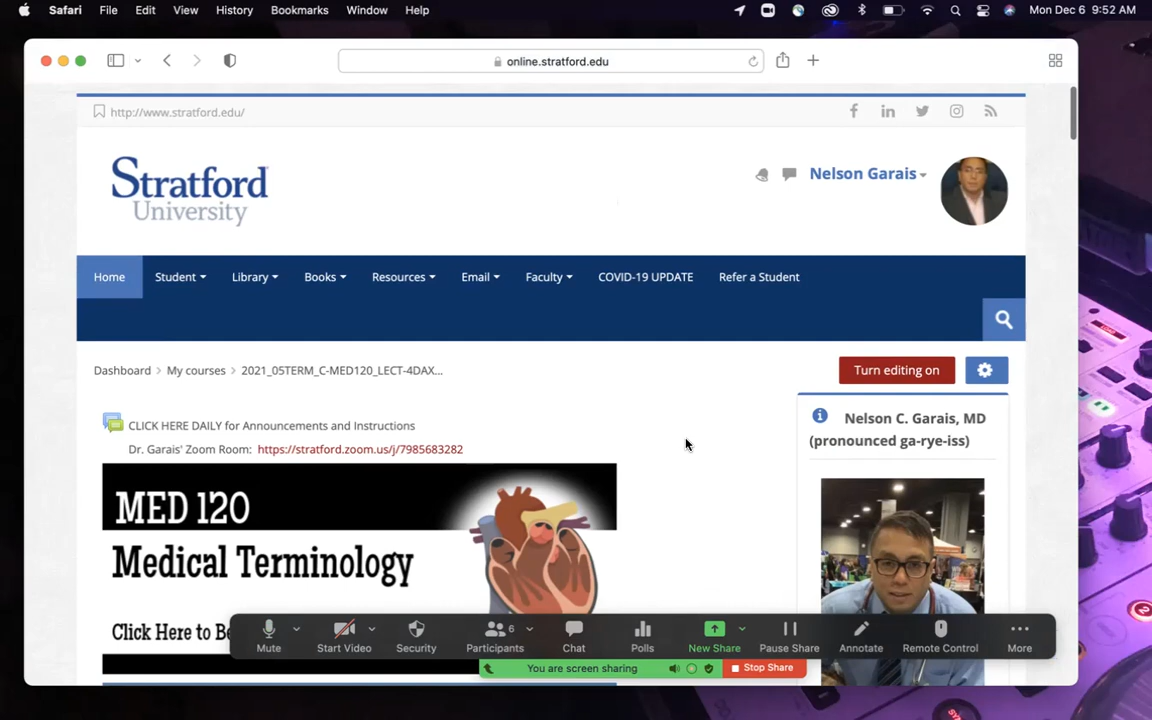 Safari File Edit View History Bookmarks Window Help Mon Dec 6 9:52 AM
online.stratford.edu
http://www.stratford.edu/
Stratford
University
Nelson Garais
Home Student Library Books Resources Email Faculty COVID-19 UPDATE Refer a Student
Dashboard My courses 2021_05TERM_C-MED120_LECT-4DAX...
Turn editing on
CLICK HERE DAILY for Announcements and Instructions
Dr. Garais' Zoom Room: https://stratford.zoom.us/j/7985683282
Nelson C. Garais, MD
(pronounced ga-rye-iss)
MED 120
Medical Terminology
Click Here to Be
6
Mute Start Video Security Participants Chat Polls New Share Pause Share Annotate Remote Control More
You are screen sharing Stop Share